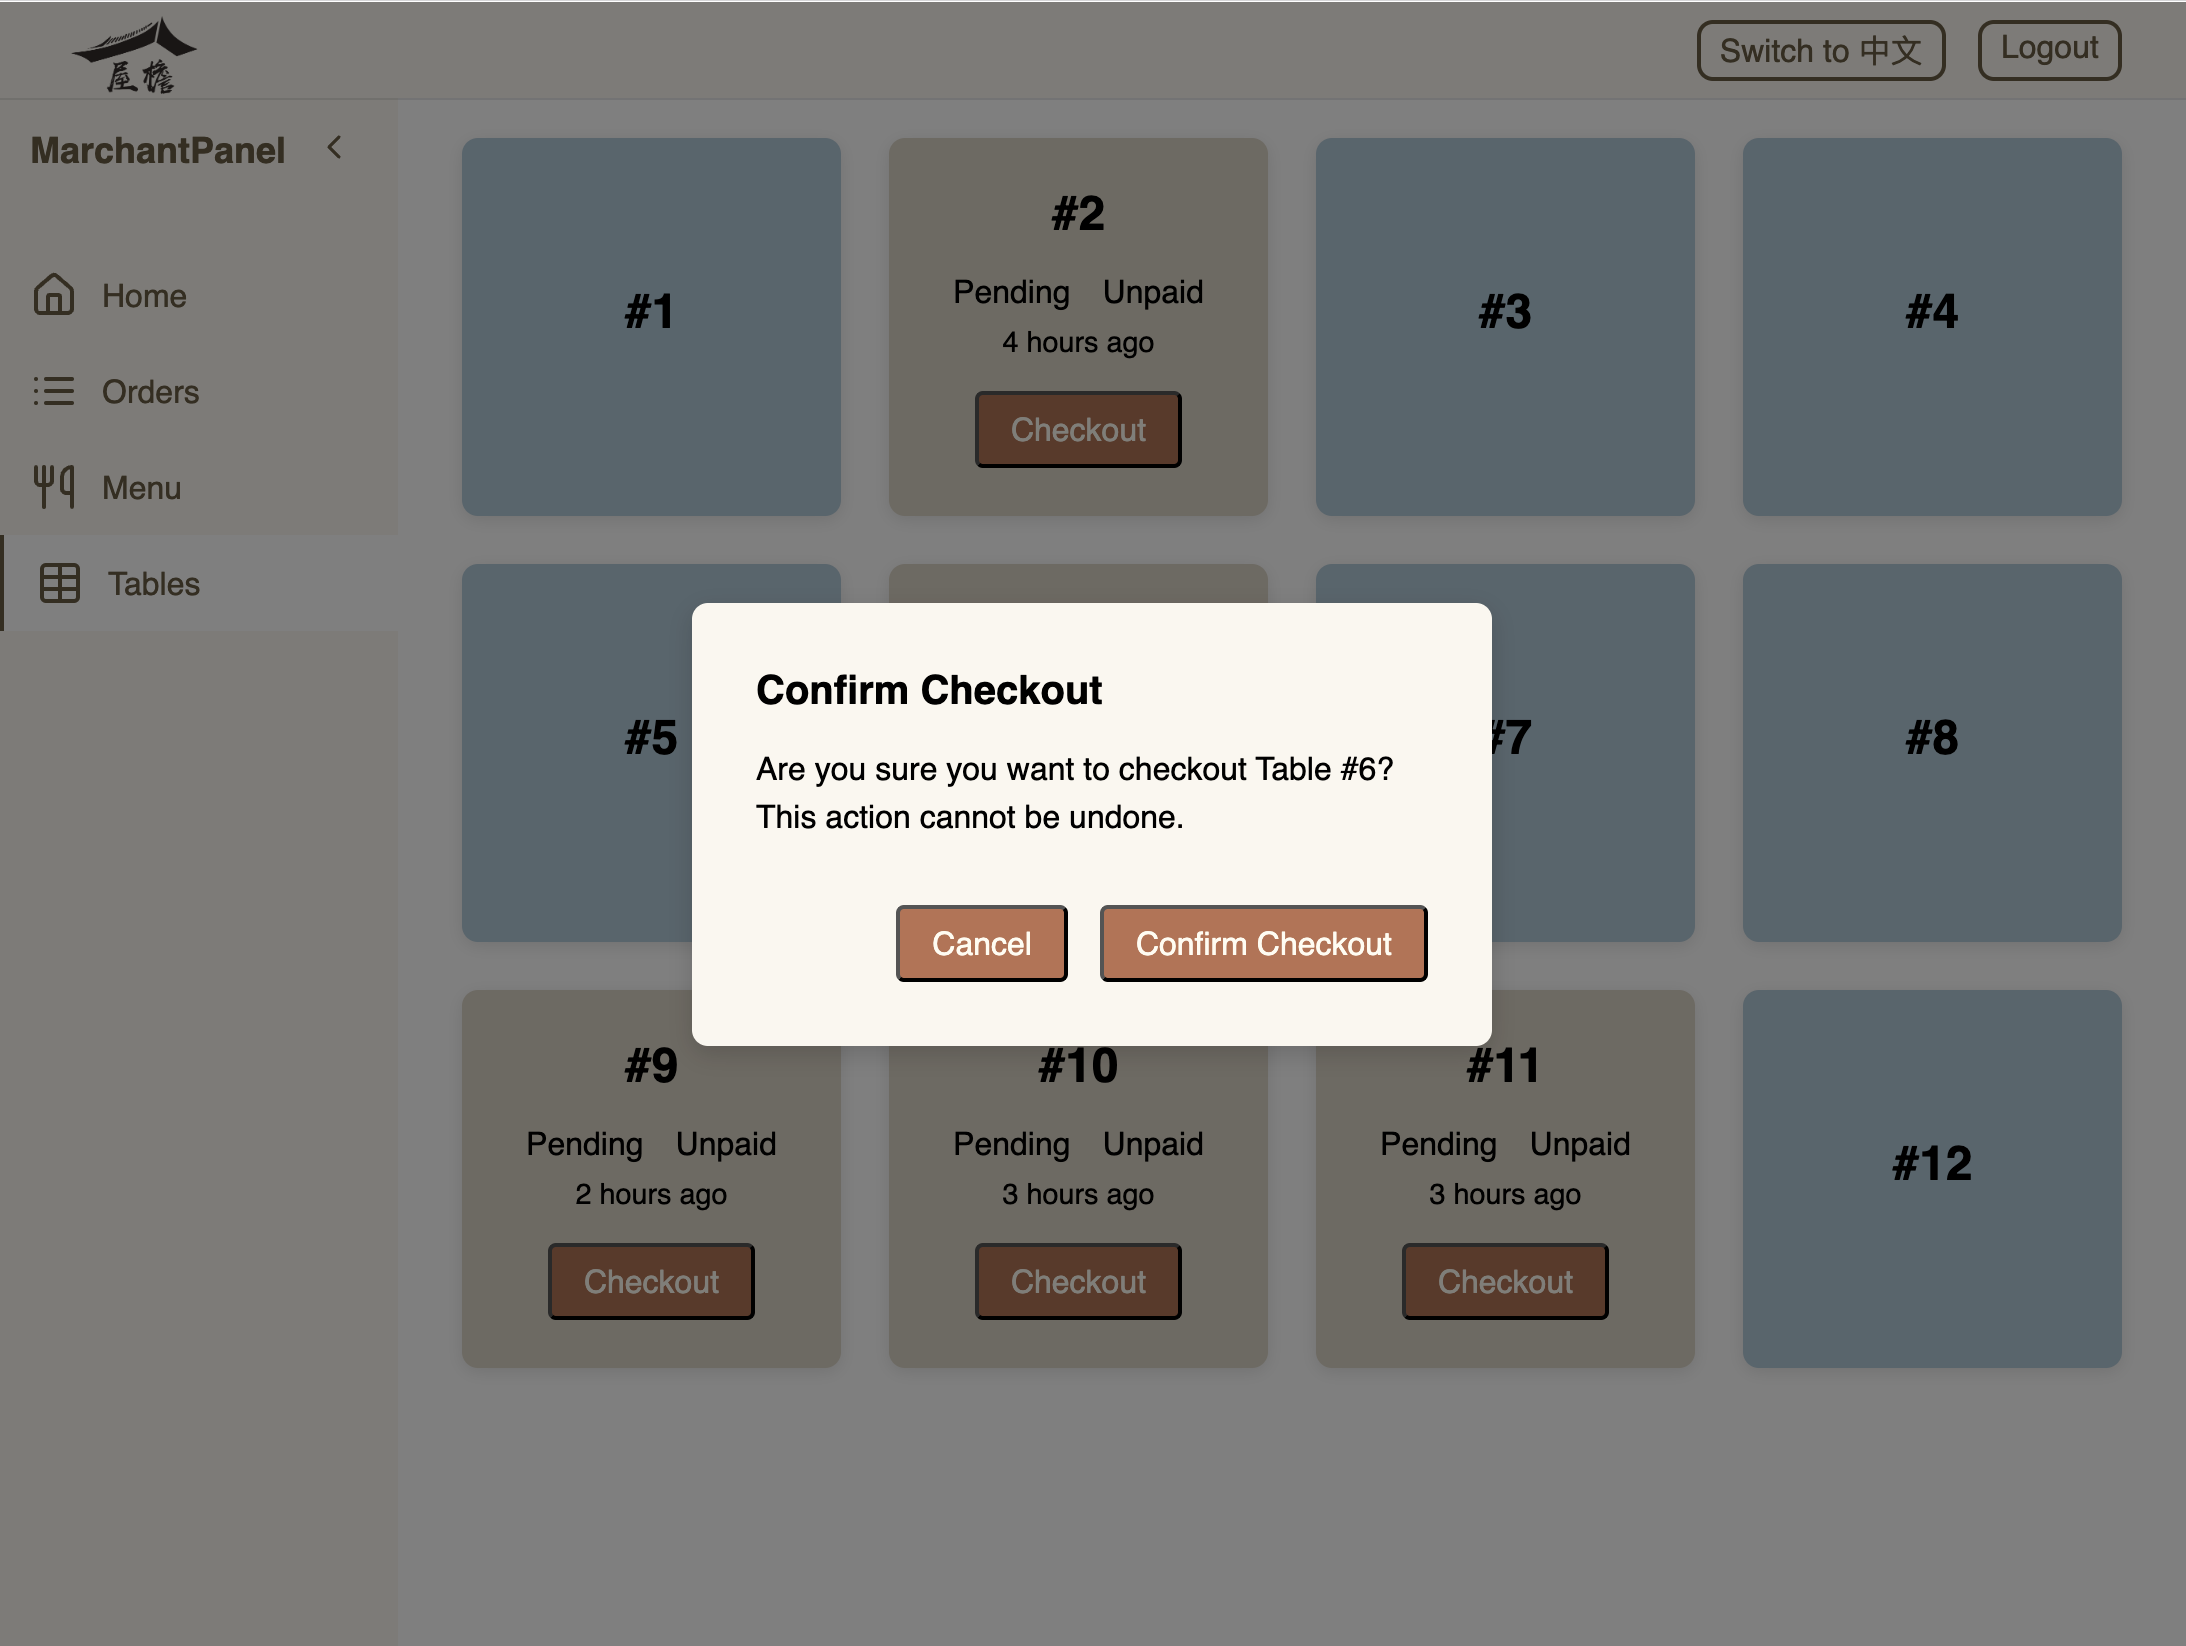 屋檐
Switch to 中文
Logout
MarchantPanel
Home
Orders
Menu
Tables
#1
#2
Pending Unpaid
4 hours ago
Checkout
#3
#4
#5
#7
#8
Confirm Checkout
Are you sure you want to checkout Table #6?
This action cannot be undone.
Cancel
Confirm Checkout
#9
Pending Unpaid
2 hours ago
Checkout
#10
Pending Unpaid
3 hours ago
Checkout
#11
Pending Unpaid
3 hours ago
Checkout
#12